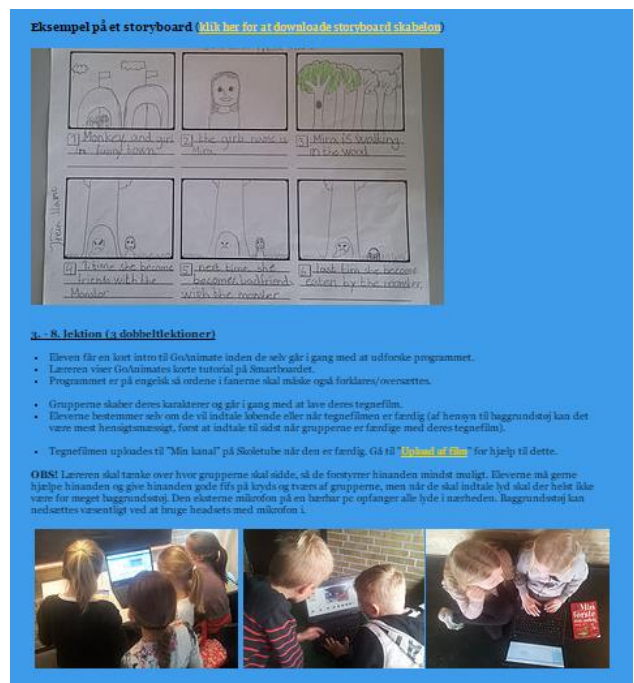 Eksempel på et storyboard (klik her for at downloade storyboard skabelon)
1 Monkey and girl
in funny town
2 the girls name is
Mira
3 Mira is walking
in the wood
4 1. time she become
friends with the
Monster
5 next time she
becomes badfriends
with the monster
6 last tim she become
eaten by the monster,
3. - 8. lektion (3 dobbeltlektioner)
Eleven får en kort intro til GoAnimate inden de selv går i gang med at udforske programmet.
Læreren viser GoAnimates korte tutorial på Smartboardet.
Programmet er på engelsk så ordene i fanerne skal måske også forklares/oversættes.
Grupperne skaber deres karakterer og går i gang med at lave deres tegnefilm.
Eleverne bestemmer selv om de vil indtale løbende eller når tegnefilmen er færdig (af hensyn til baggrundstøj kan det
være mest hensigtsmæssigt, først at indtale til sidst når grupperne er færdige med deres tegnefilm).
Tegnefilmen uploades til "Min kanal" på Skoletube når den er færdig. Gå til "Upload af film" for hjælp til dette.
OBS! Læreren skal tænke over hvor grupperne skal sidde, så de forstyrrer hinanden mindst muligt. Eleverne må gerne
hjælpe hinanden og give hinanden gode fifs på kryds og tværs af grupperne, men når de skal indtale lyd skal der helst ikke
være for meget baggrundsstøj. Den eksterne mikrofon på en bærbar pc opfanger alle lyde i nærheden. Baggrundsstøj kan
nedsættes væsentligt ved at bruge headsets med mikrofon i.
Min
første